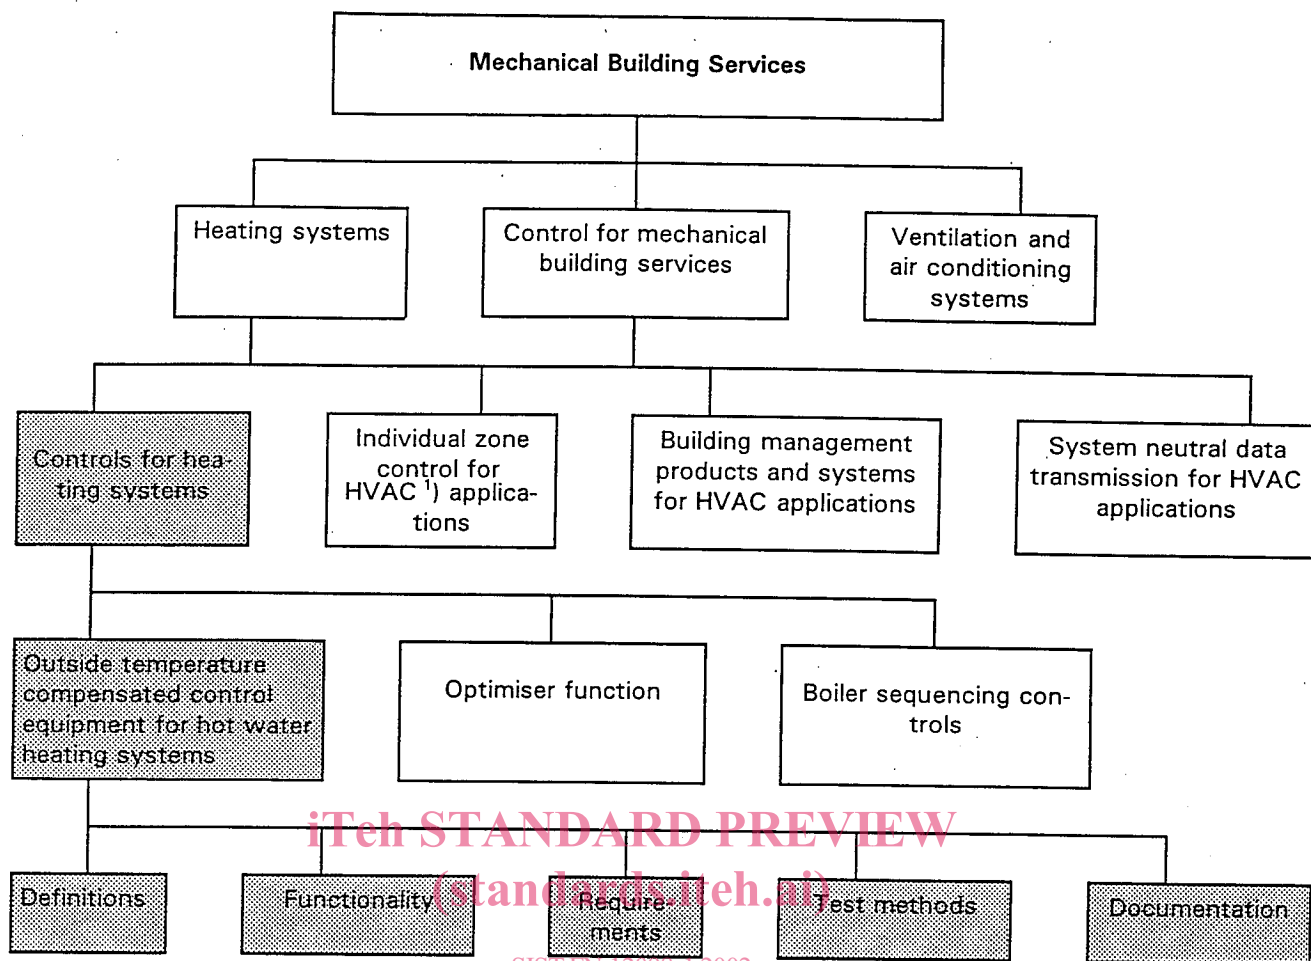 Mechanical Building Services
Heating systems
Control for mechanical
building services
Ventilation and
air conditioning
systems
Controls for hea-
ting systems
Individual zone
control for
HVAC ¹) applica-
tions
Building management
products and systems
for HVAC applications
System neutral data
transmission for HVAC
applications
Outside temperature
compensated control
equipment for hot water
heating systems
Optimiser function
Boiler sequencing con-
trols
iTeh STANDARD PREVIEW
(standards.iteh.ai)
Definitions
Functionality
Require-
ments
Test methods
Documentation